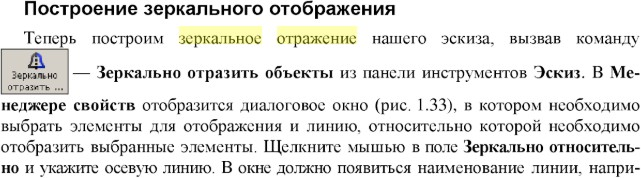 Построение зеркального отображения
Теперь построим зеркальное отражение нашего эскиза, вызвав команду
Зеркально
отразить ...
— Зеркально отразить объекты из панели инструментов Эскиз. В Ме-
неджере свойств отобразится диалоговое окно (рис. 1.33), в котором необходимо
выбрать элементы для отображения и линию, относительно которой необходимо
отобразить выбранные элементы. Щелкните мышью в поле Зеркально относитель-
но и укажите осевую линию. В окне должно появиться наименование линии, напри-